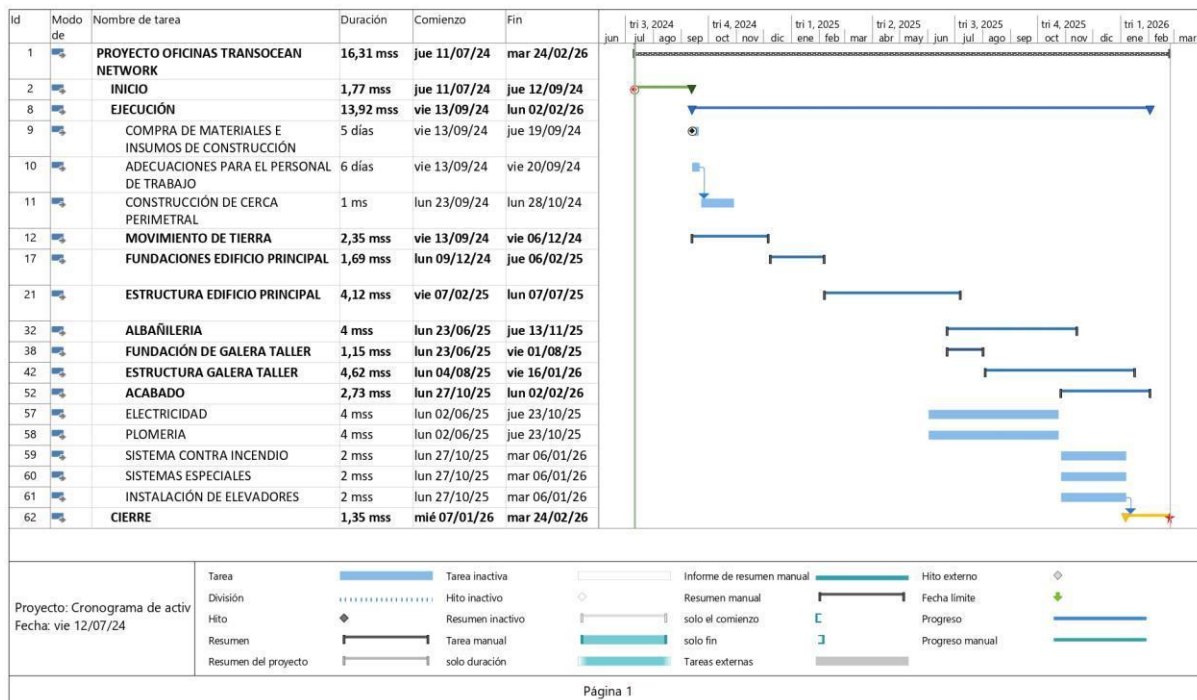 Id Modo de Nombre de tarea Duración Comienzo Fin
tri 3, 2024 tri 4, 2024 tri 1, 2025 tri 2, 2025 tri 3, 2025 tri 4, 2025 tri 1, 2026
jun jul ago sep oct nov dic ene feb mar abr may jun jul ago sep oct nov dic ene feb mar
1 PROYECTO OFICINAS TRANSOCEAN 16,31 mss jue 11/07/24 mar 24/02/26
NETWORK
2 INICIO 1,77 mss jue 11/07/24 jue 12/09/24
8 EJECUCIÓN 13,92 mss vie 13/09/24 lun 02/02/26
9 COMPRA DE MATERIALES E 5 días vie 13/09/24 jue 19/09/24
INSUMOS DE CONSTRUCCIÓN
10 ADECUACIONES PARA EL PERSONAL 6 días vie 13/09/24 vie 20/09/24
DE TRABAJO
11 CONSTRUCCIÓN DE CERCA 1 ms lun 23/09/24 lun 28/10/24
PERIMETRAL
12 MOVIMIENTO DE TIERRA 2,35 mss vie 13/09/24 vie 06/12/24
17 FUNDACIONES EDIFICIO PRINCIPAL 1,69 mss lun 09/12/24 jue 06/02/25
21 ESTRUCTURA EDIFICIO PRINCIPAL 4,12 mss vie 07/02/25 lun 07/07/25
32 ALBAÑILERIA 4 mss lun 23/06/25 jue 13/11/25
38 FUNDACIÓN DE GALERA TALLER 1,15 mss lun 23/06/25 vie 01/08/25
42 ESTRUCTURA GALERA TALLER 4,62 mss lun 04/08/25 vie 16/01/26
52 ACABADO 2,73 mss lun 27/10/25 lun 02/02/26
57 ELECTRICIDAD 4 mss lun 02/06/25 jue 23/10/25
58 PLOMERIA 4 mss lun 02/06/25 jue 23/10/25
59 SISTEMA CONTRA INCENDIO 2 mss lun 27/10/25 mar 06/01/26
60 SISTEMAS ESPECIALES 2 mss lun 27/10/25 mar 06/01/26
61 INSTALACIÓN DE ELEVADORES 2 mss lun 27/10/25 mar 06/01/26
62 CIERRE 1,35 mss mié 07/01/26 mar 24/02/26
Proyecto: Cronograma de activ
Fecha: vie 12/07/24
Tarea Tarea inactiva Informe de resumen manual Hito externo
División Hito inactivo Resumen manual Fecha límite
Hito Resumen inactivo solo el comienzo Progreso
Resumen Tarea manual solo fin Progreso manual
Resumen del proyecto solo duración Tareas externas
Página 1